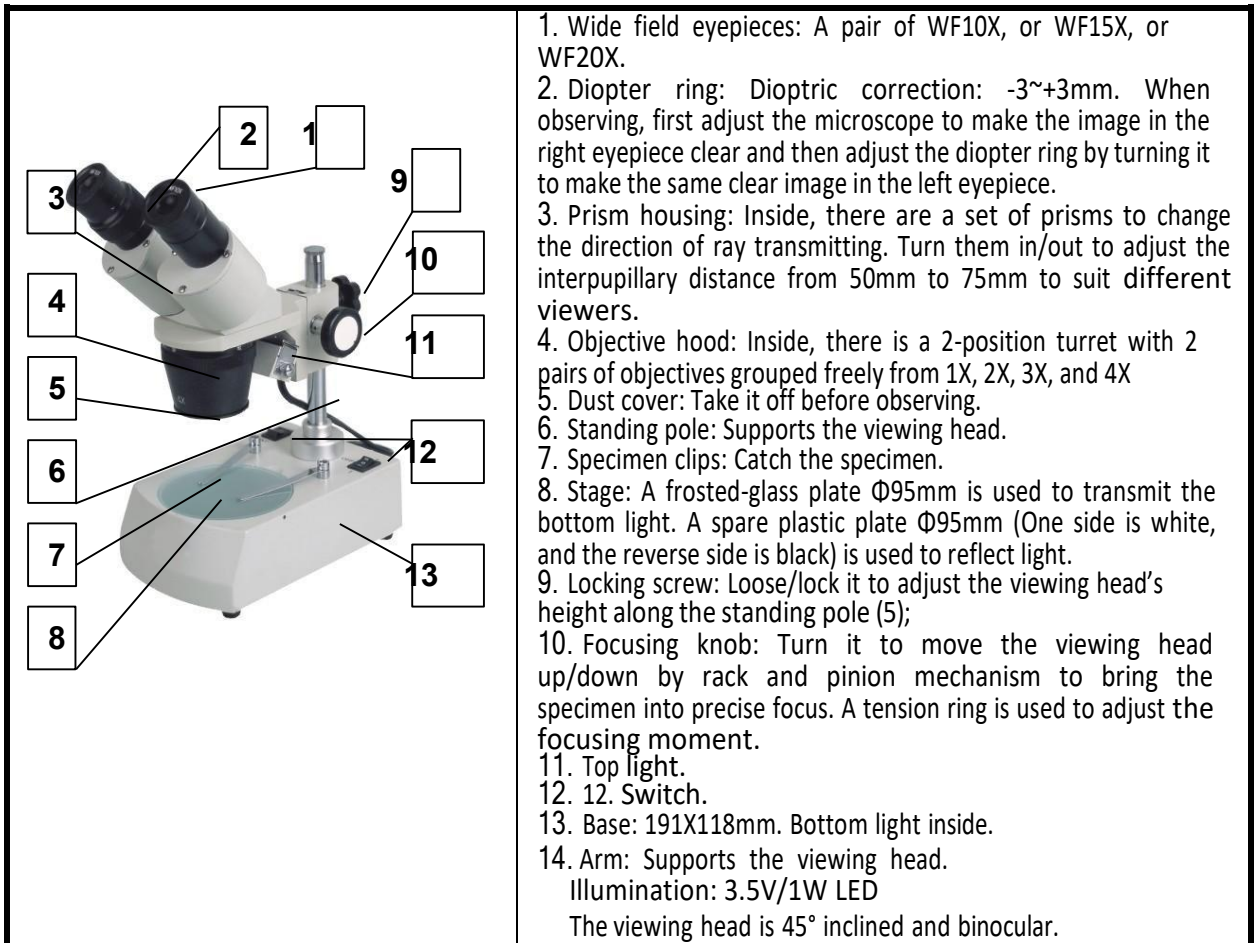 2
1
9
3
10
4
11
5
12
6
7
13
8
1. Wide field eyepieces: A pair of WF10X, or WF15X, or
WF20X.
2. Diopter ring: Dioptric correction: -3~+3mm. When
observing, first adjust the microscope to make the image in the
right eyepiece clear and then adjust the diopter ring by turning it
to make the same clear image in the left eyepiece.
3. Prism housing: Inside, there are a set of prisms to change
the direction of ray transmitting. Turn them in/out to adjust the
interpupillary distance from 50mm to 75mm to suit different
viewers.
4. Objective hood: Inside, there is a 2-position turret with 2
pairs of objectives grouped freely from 1X, 2X, 3X, and 4X
5. Dust cover: Take it off before observing.
6. Standing pole: Supports the viewing head.
7. Specimen clips: Catch the specimen.
8. Stage: A frosted-glass plate Φ95mm is used to transmit the
bottom light. A spare plastic plate Φ95mm (One side is white,
and the reverse side is black) is used to reflect light.
9. Locking screw: Loose/lock it to adjust the viewing head’s
height along the standing pole (5);
10. Focusing knob: Turn it to move the viewing head
up/down by rack and pinion mechanism to bring the
specimen into precise focus. A tension ring is used to adjust the
focusing moment.
11. Top light.
12. 12. Switch.
13. Base: 191X118mm. Bottom light inside.
14. Arm: Supports the viewing head.
Illumination: 3.5V/1W LED
The viewing head is 45° inclined and binocular.